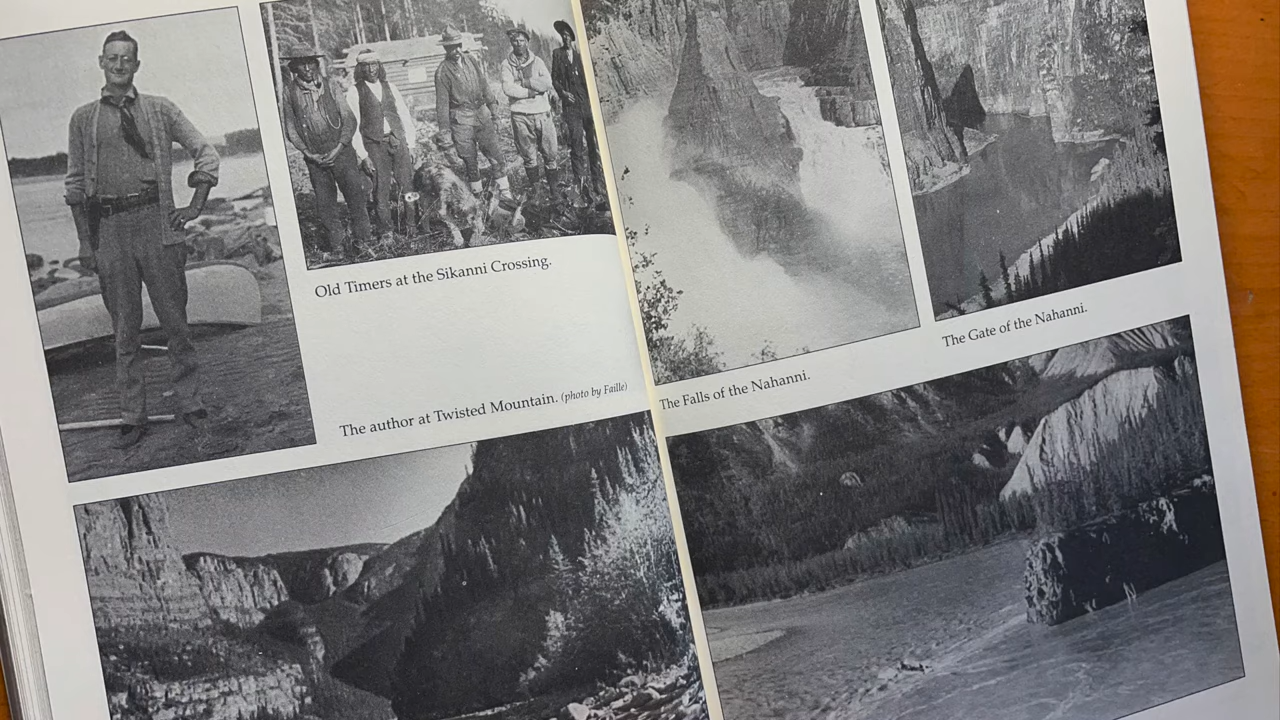 Old Timers at the Sikanni Crossing.
The author at Twisted Mountain. (photo by Faille)
The Falls of the Nahanni.
The Gate of the Nahanni.